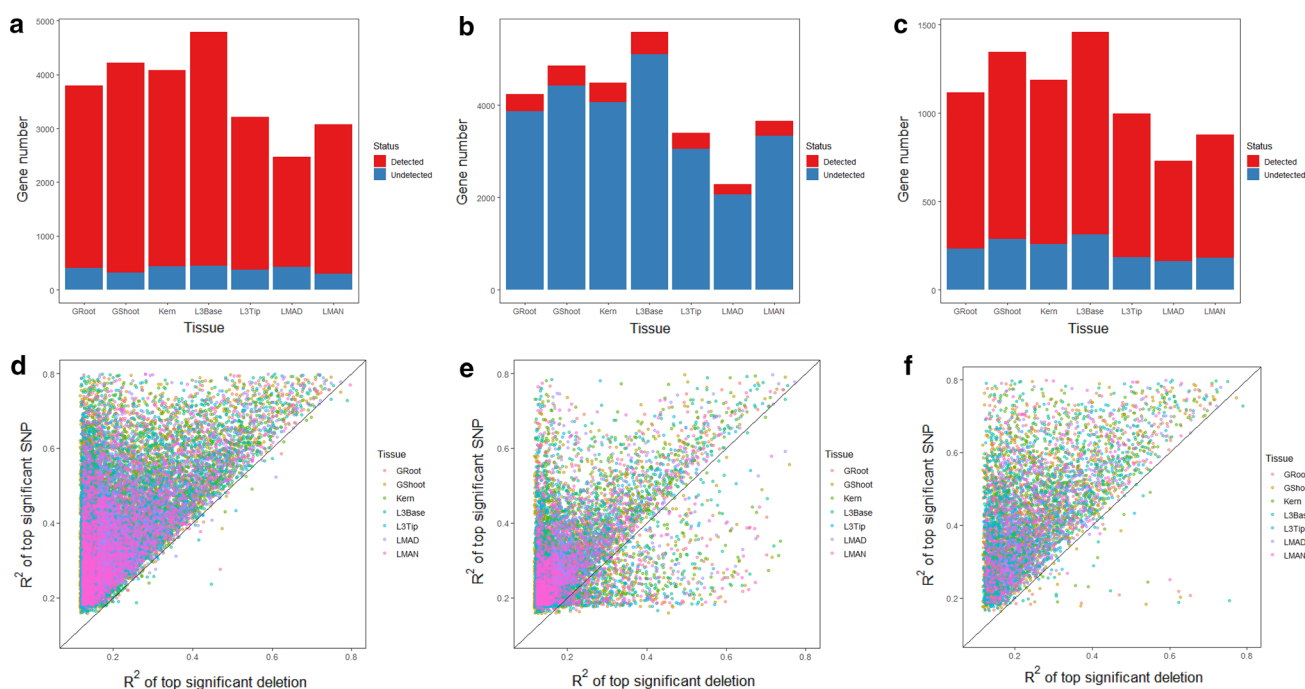 a
5000
4000
3000
2000
1000
0
Gene number
GRoot GShoot Kern L3Base L3Tip LMAD LMAN
Tissue
Status
Detected
Undetected
b
4000
2000
0
Gene number
GRoot GShoot Kern L3Base L3Tip LMAD LMAN
Tissue
Status
Detected
Undetected
c
1500
1000
500
0
Gene number
GRoot GShoot Kern L3Base L3Tip LMAD LMAN
Tissue
Status
Detected
Undetected
d
0.8
0.6
0.4
0.2
R² of top significant SNP
0.2 0.4 0.6 0.8
R² of top significant deletion
Tissue
GRoot
GShoot
Kern
L3Base
L3Tip
LMAD
LMAN
e
0.8
0.6
0.4
0.2
R² of top significant SNP
0.2 0.4 0.6 0.8
R² of top significant deletion
Tissue
GRoot
GShoot
Kern
L3Base
L3Tip
LMAD
LMAN
f
0.8
0.6
0.4
0.2
R² of top significant SNP
0.2 0.4 0.6 0.8
R² of top significant deletion
Tissue
GRoot
GShoo
Kern
L3Bas
L3Tip
LMAD
LMAN